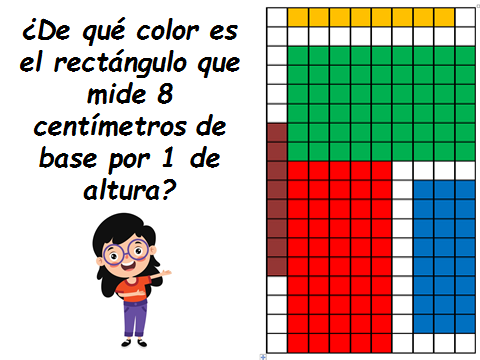 ¿De qué color es
el rectángulo que
mide 8
centímetros de
base por 1 de
altura?